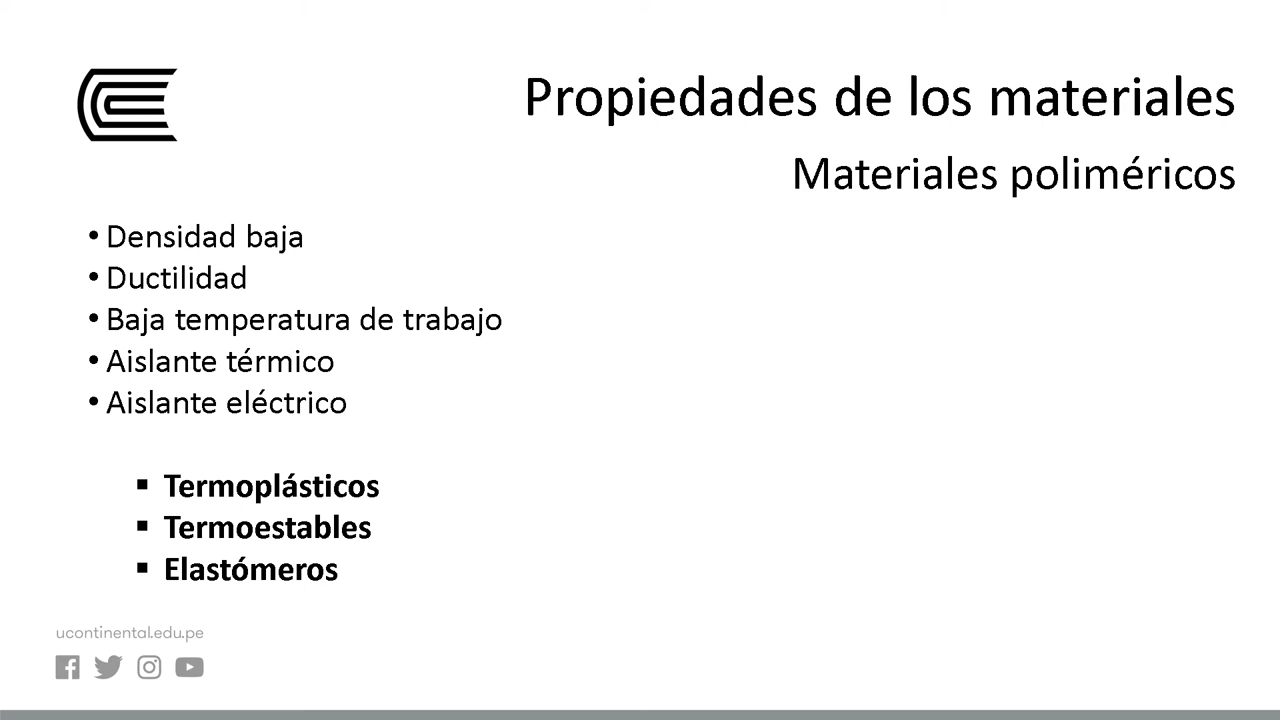 Propiedades de los materiales
Materiales poliméricos
• Densidad baja
• Ductilidad
• Baja temperatura de trabajo
• Aislante térmico
• Aislante eléctrico
▪ Termoplásticos
▪ Termoestables
▪ Elastómeros
ucontinental.edu.pe